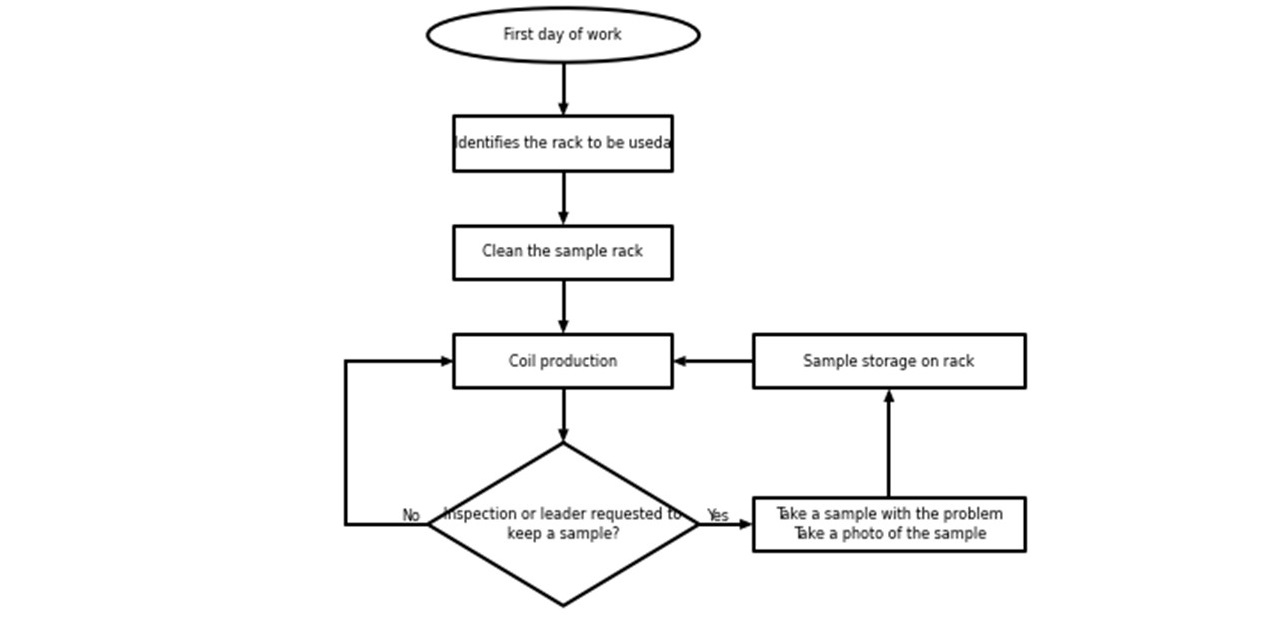 First day of work
Identifies the rack to be useda
Clean the sample rack
Coil production
Sample storage on rack
No
Inspection or leader requested to
keep a sample?
Yes
Take a sample with the problem
Take a photo of the sample